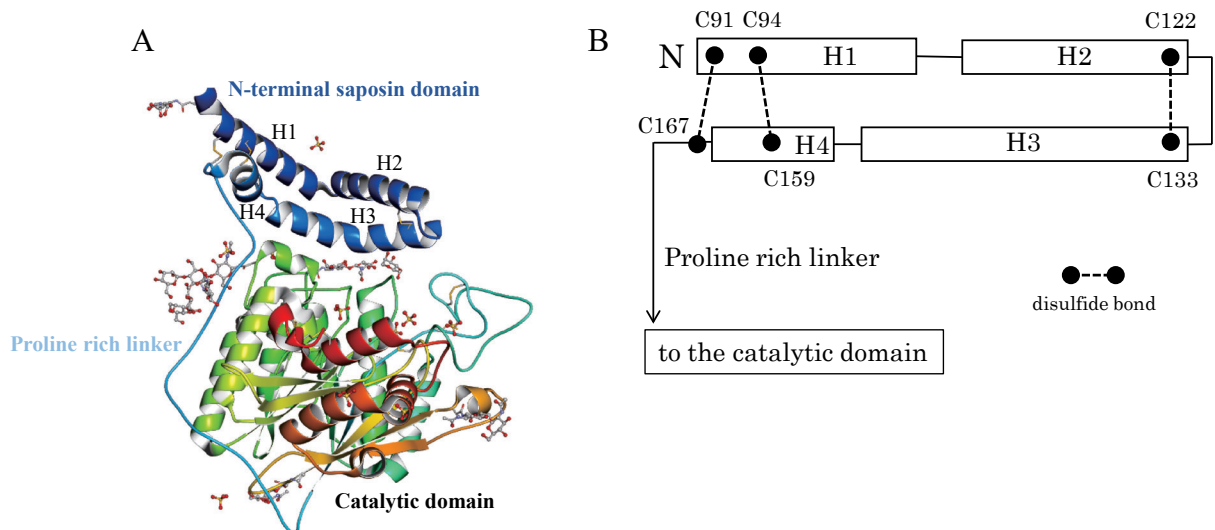 A
N-terminal saposin domain
H1
H2
H4
H3
Proline rich linker
Catalytic domain
B
C91
C94
C122
N
H1
H2
C167
H4
H3
C159
C133
Proline rich linker
disulfide bond
to the catalytic domain